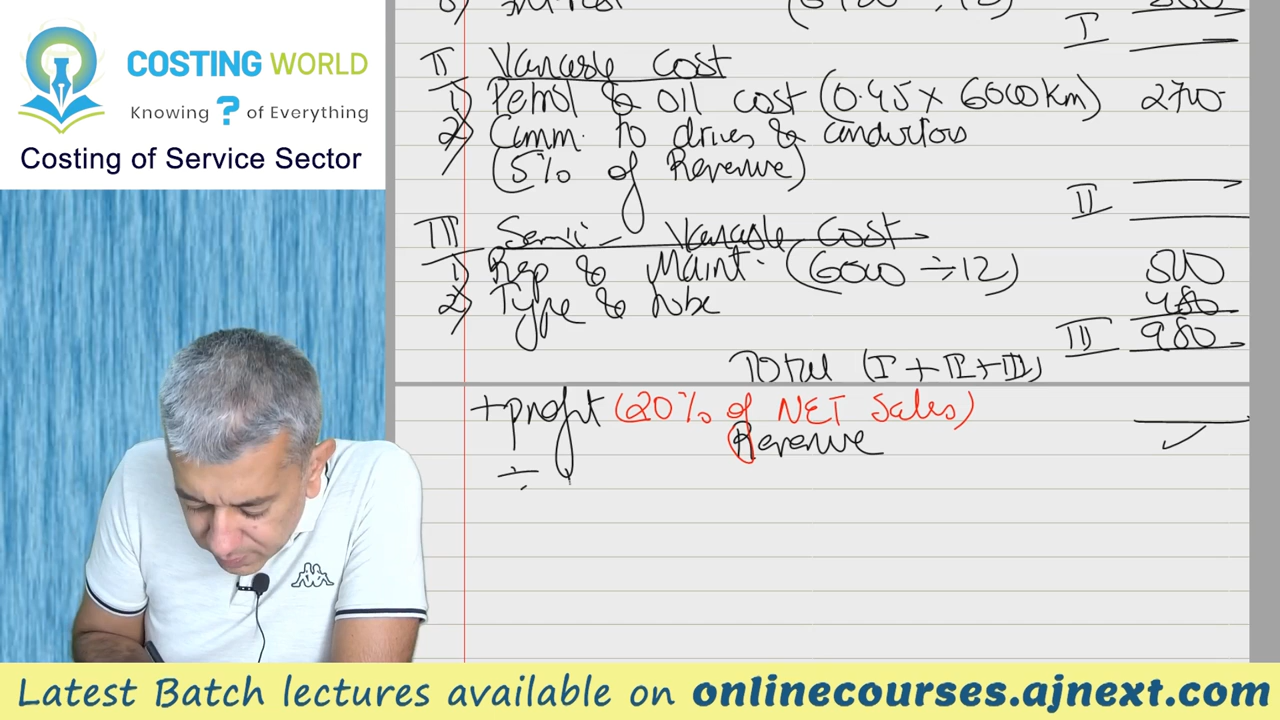 COSTING WORLD
Knowing ? of Everything
Costing of Service Sector
I
II Variable Cost
1) Petrol & Oil cost (0.45 x 6000 km) 2700
2) Comm. to drives & conductors
(5% of Revenue)
II
III Semi - Variable Cost
1) Rep & Maint. (6000 ÷ 12) 500
2) Tyre & tube 480
III 980
Total (I + II + III)
+ profit (20% of NET Sales)
Revenue ✓
÷
Latest Batch lectures available on onlinecourses.ajnext.com